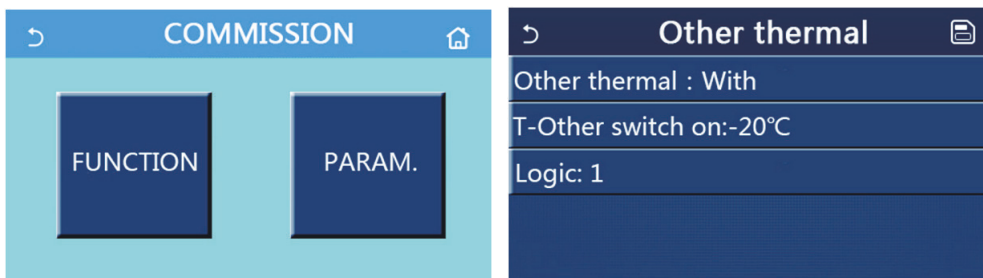 COMMISSION
FUNCTION
PARAM.
Other thermal
Other thermal : With
T-Other switch on:-20℃
Logic: 1